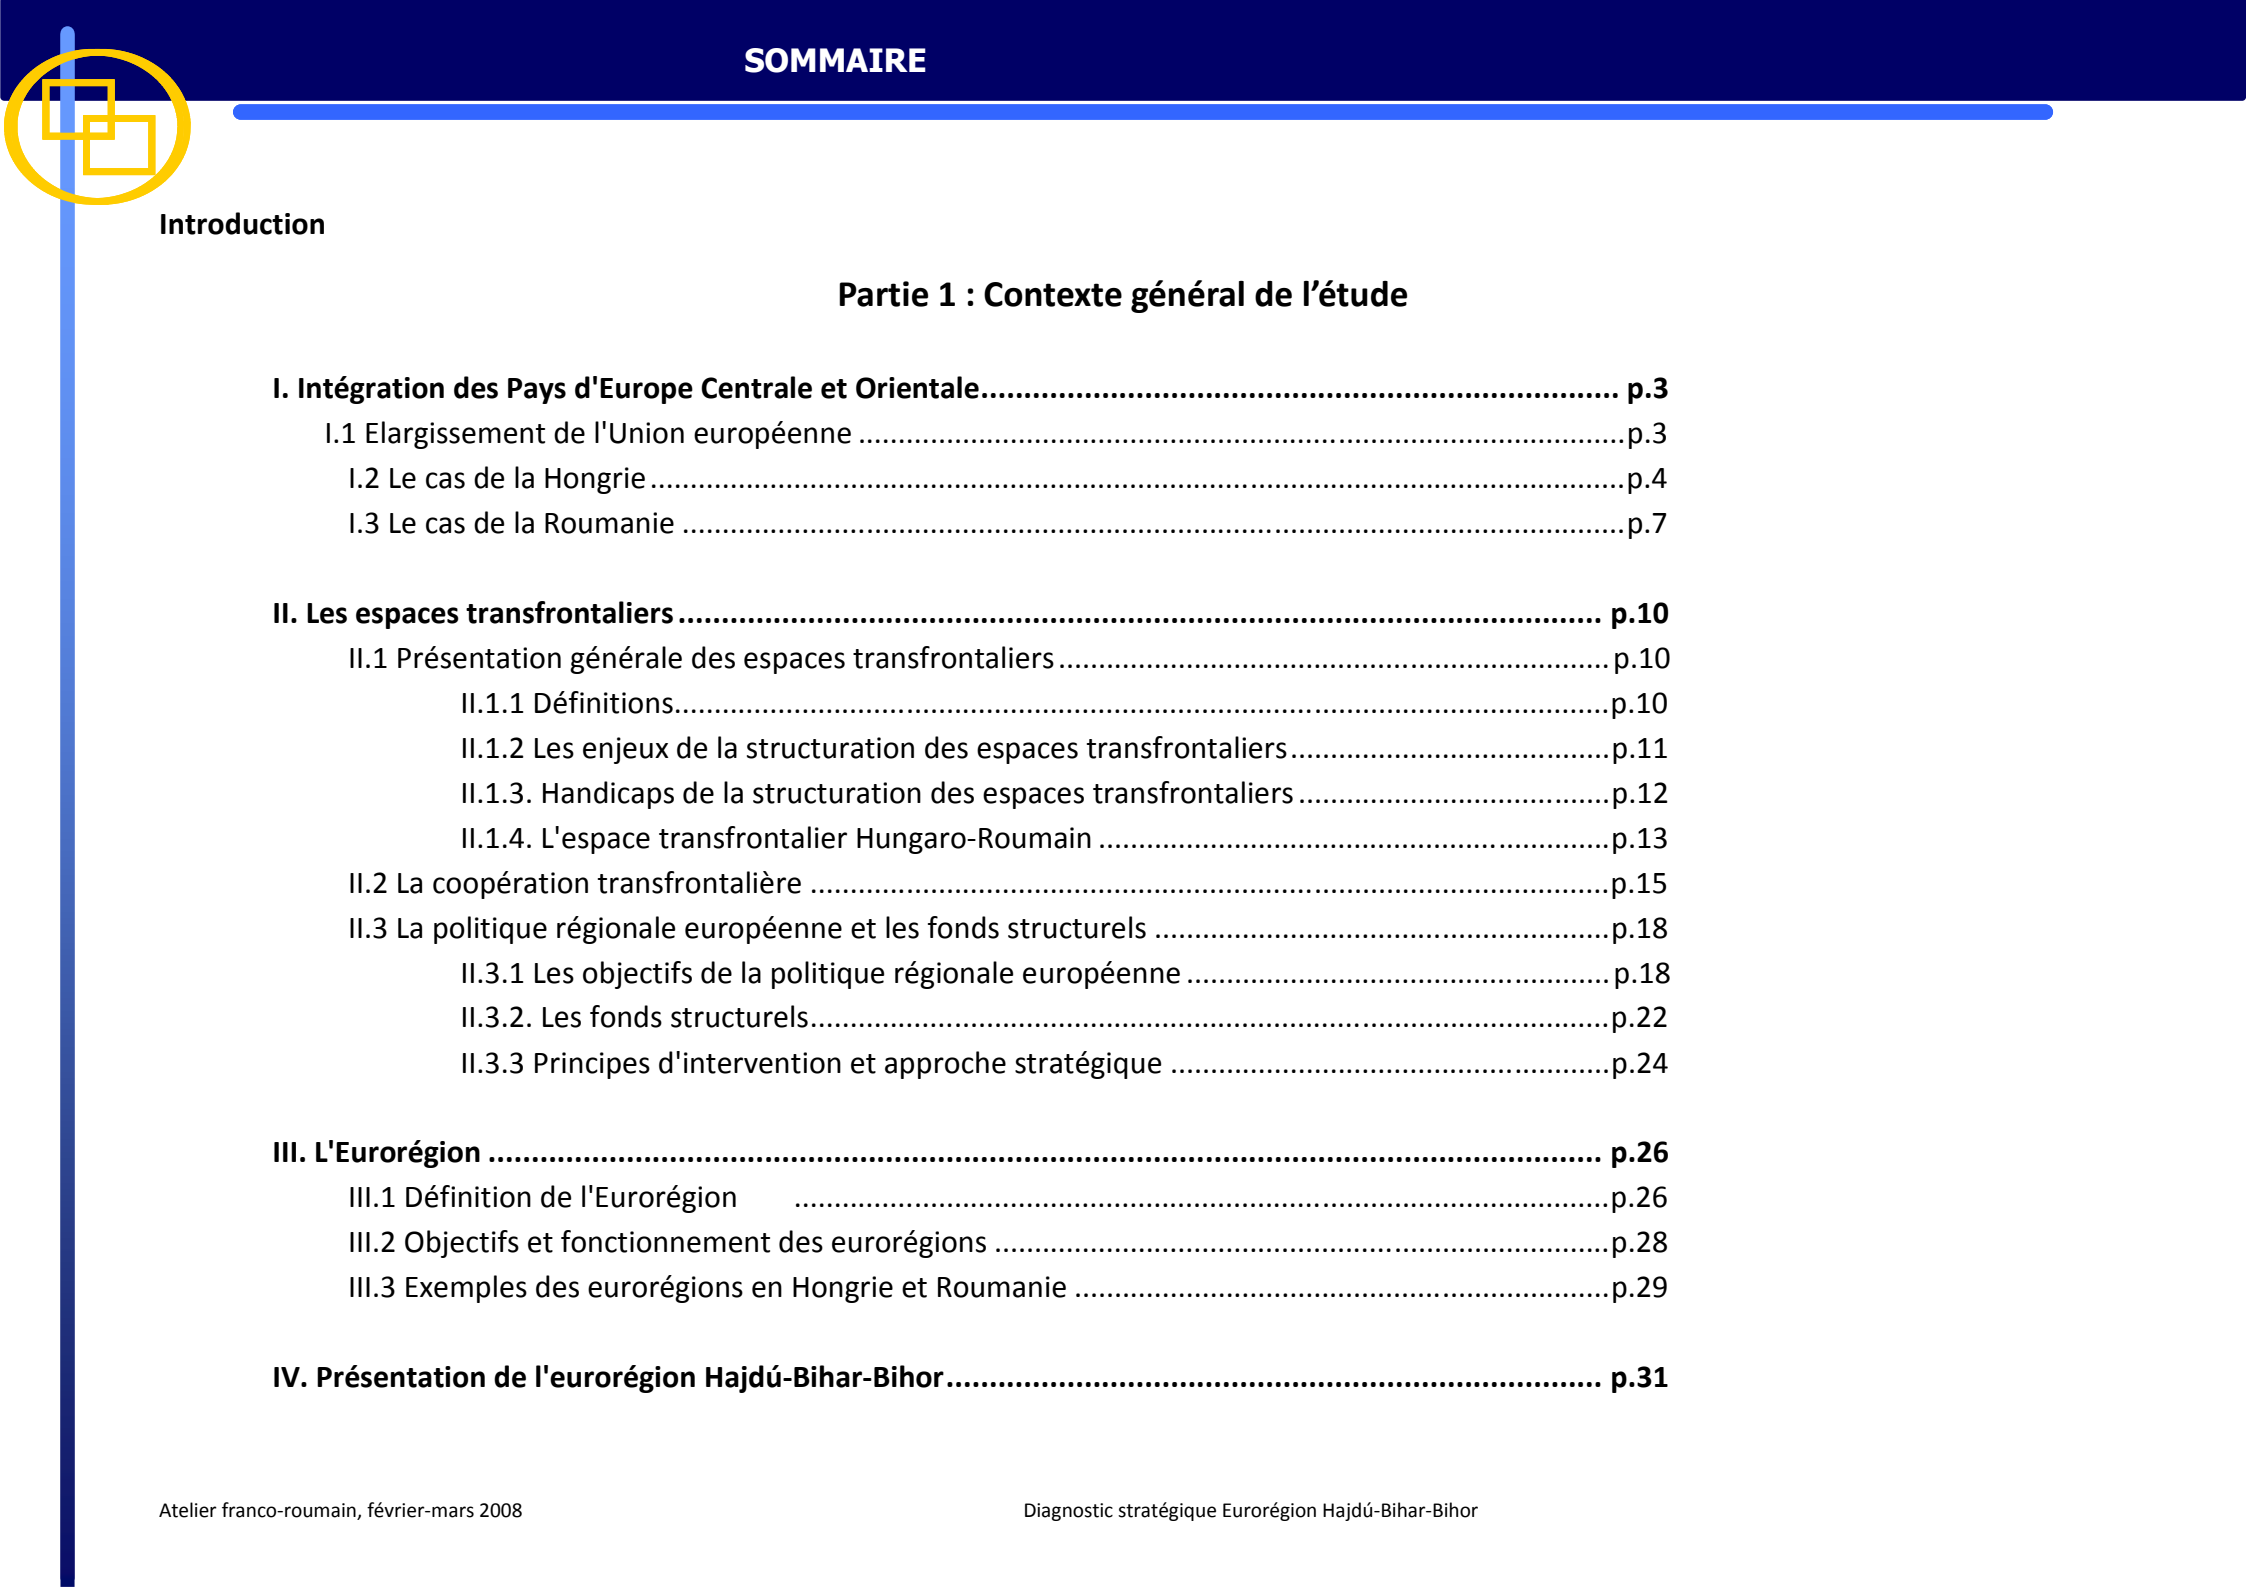 SOMMAIRE
Introduction
Partie 1 : Contexte général de l’étude
I. Intégration des Pays d'Europe Centrale et Orientale.......................................................................... p.3
I.1 Elargissement de l'Union européenne ................................................................................................p.3
I.2 Le cas de la Hongrie..........................................................................................................................p.4
I.3 Le cas de la Roumanie ......................................................................................................................p.7
II. Les espaces transfrontaliers........................................................................................................... p.10
II.1 Présentation générale des espaces transfrontaliers.....................................................................p.10
II.1.1 Définitions.....................................................................................................................p.10
II.1.2 Les enjeux de la structuration des espaces transfrontaliers........................................p.11
II.1.3. Handicaps de la structuration des espaces transfrontaliers.......................................p.12
II.1.4. L'espace transfrontalier Hungaro-Roumain ................................................................p.13
II.2 La coopération transfrontalière ....................................................................................................p.15
II.3 La politique régionale européenne et les fonds structurels .........................................................p.18
II.3.1 Les objectifs de la politique régionale européenne .....................................................p.18
II.3.2. Les fonds structurels....................................................................................................p.22
II.3.3 Principes d'intervention et approche stratégique .......................................................p.24
III. L'Eurorégion ................................................................................................................................. p.26
III.1 Définition de l'Eurorégion ......................................................................................................p.26
III.2 Objectifs et fonctionnement des eurorégions .............................................................................p.28
III.3 Exemples des eurorégions en Hongrie et Roumanie ...................................................................p.29
IV. Présentation de l'eurorégion Hajdú-Bihar-Bihor............................................................................ p.31
Atelier franco-roumain, février-mars 2008 Diagnostic stratégique Eurorégion Hajdú-Bihar-Bihor